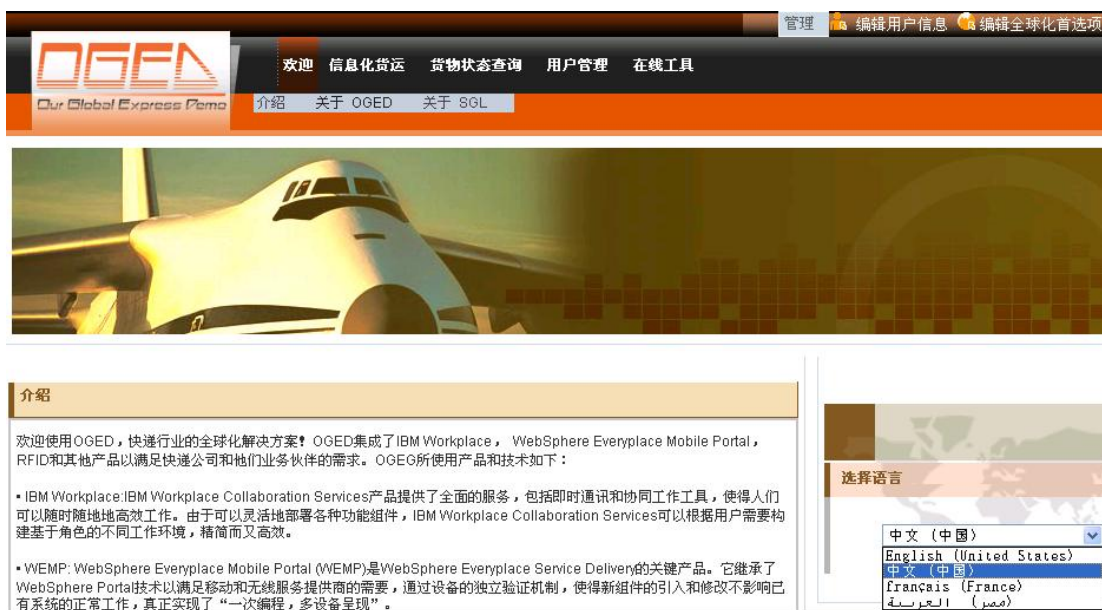 管理 编辑用户信息 编辑全球化首选项
OGED
Our Global Express Demo
欢迎 信息化货运 货物状态查询 用户管理 在线工具
介绍 关于 OGED 关于 SGL
介绍
欢迎使用OGED，快递行业的全球化解决方案！OGED集成了IBM Workplace， WebSphere Everyplace Mobile Portal，
RFID和其他产品以满足快递公司和他们业务伙伴的需求。OGEG所使用产品和技术如下：
▪ IBM Workplace:IBM Workplace Collaboration Services产品提供了全面的服务，包括即时通讯和协同工作工具，使得人们
可以随时随地地高效工作。由于可以灵活地部署各种功能组件，IBM Workplace Collaboration Services可以根据用户需要构
建基于角色的不同工作环境，精简而又高效。
▪ WEMP: WebSphere Everyplace Mobile Portal (WEMP)是WebSphere Everyplace Service Delivery的关键产品。它继承了
WebSphere Portal技术以满足移动和无线服务提供商的需要，通过设备的独立验证机制，使得新组件的引入和修改不影响已
有系统的正常工作，真正实现了“一次编程，多设备呈现”。
选择语言
中文 (中国)
English (United States)
中文 (中国)
français (France)
العربية (مصر)